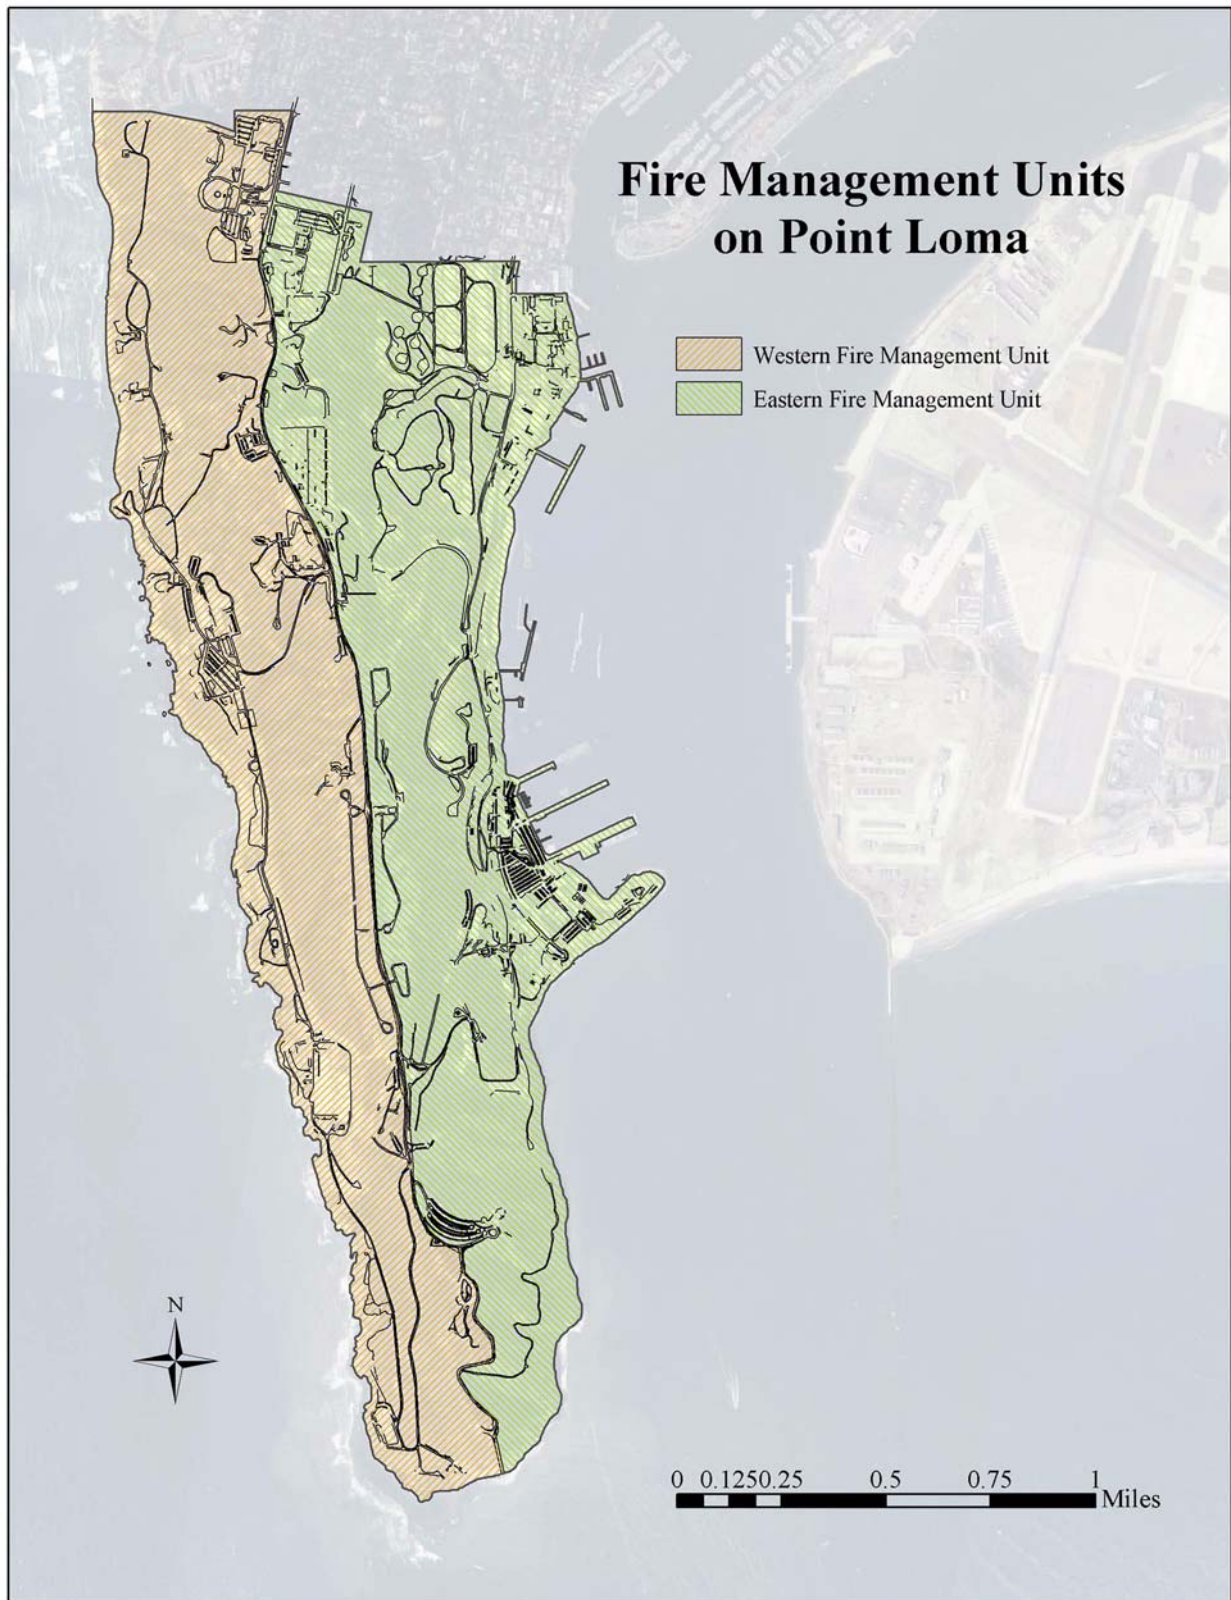 Fire Management Units
on Point Loma
Western Fire Management Unit
Eastern Fire Management Unit
N
0 0.1250.25 0.5 0.75 1
Miles